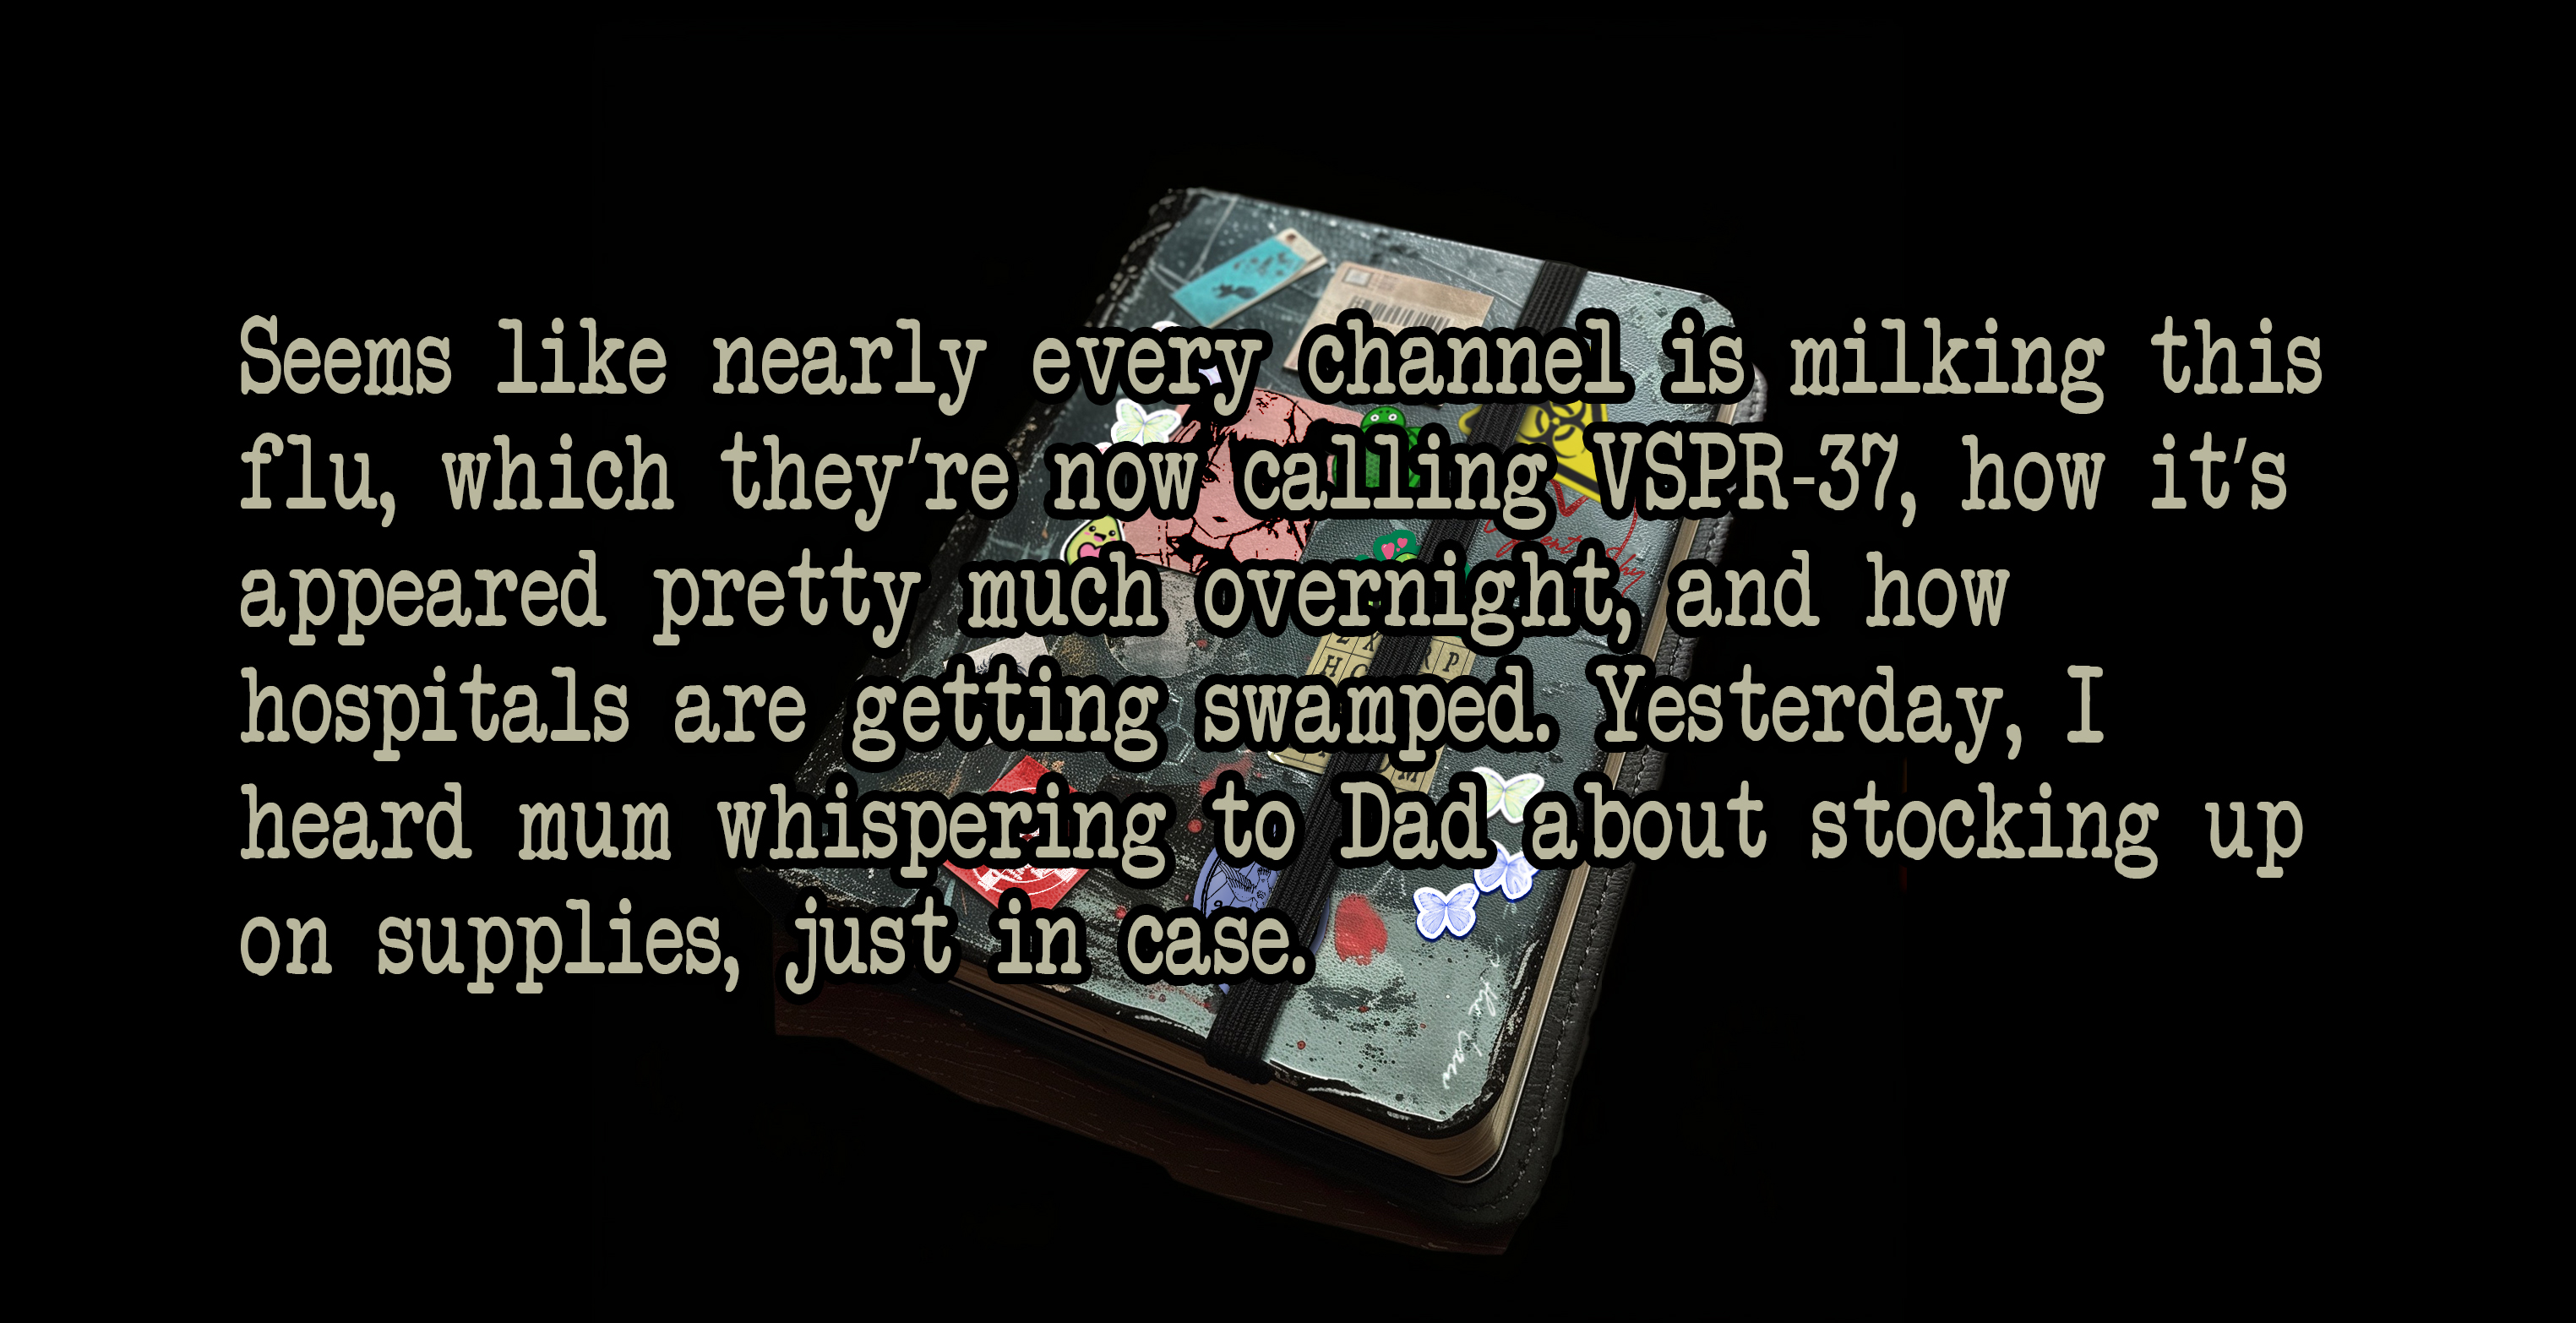 Seems like nearly every channel is milking this
flu, which they're now calling VSPR-37, how it's
appeared pretty much overnight, and how
hospitals are getting swamped. Yesterday, I
heard mum whispering to Dad about stocking up
on supplies, just in case.